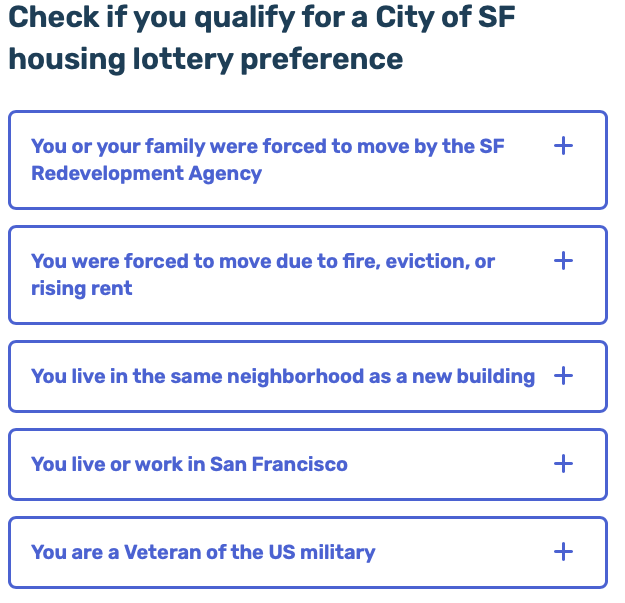 Check if you qualify for a City of SF
housing lottery preference
You or your family were forced to move by the SF
Redevelopment Agency
You were forced to move due to fire, eviction, or
rising rent
You live in the same neighborhood as a new building
You live or work in San Francisco
You are a Veteran of the US military